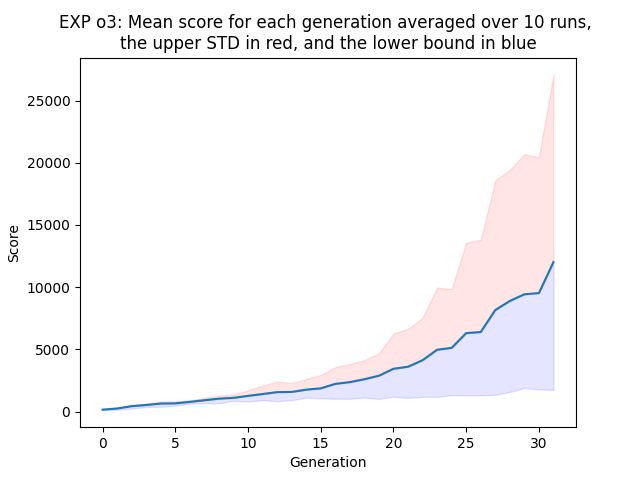 EXP o3: Mean score for each generation averaged over 10 runs,
the upper STD in red, and the lower bound in blue
25000
20000
15000
10000
5000
0
Score
0 5 10 15 20 25 30
Generation